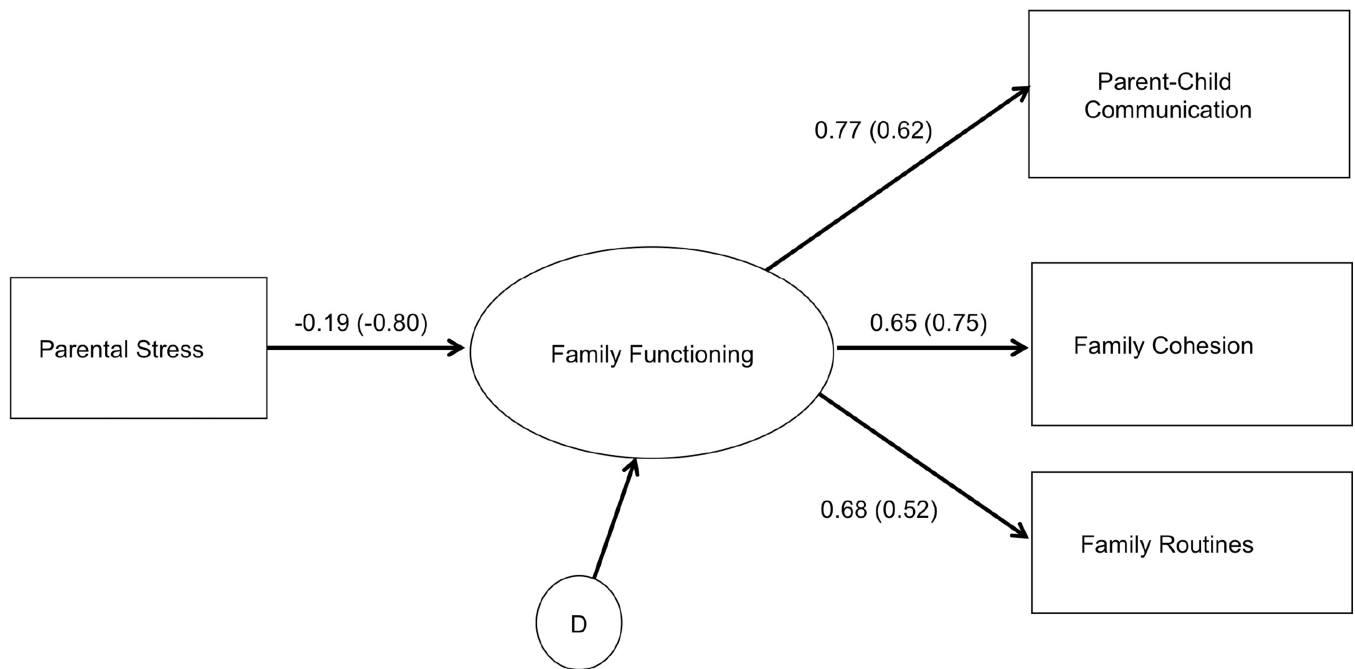 Parent-Child
Communication
0.77 (0.62)
-0.19 (-0.80)
0.65 (0.75)
Parental Stress
Family Functioning
Family Cohesion
0.68 (0.52)
Family Routines
D